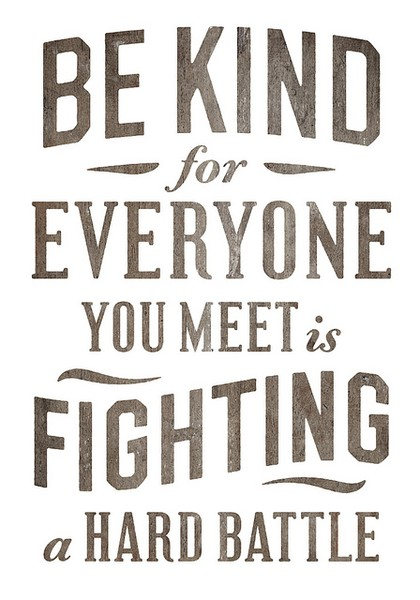 BE KIND
for
EVERYONE
YOU MEET is
FIGHTING
a HARD BATTLE